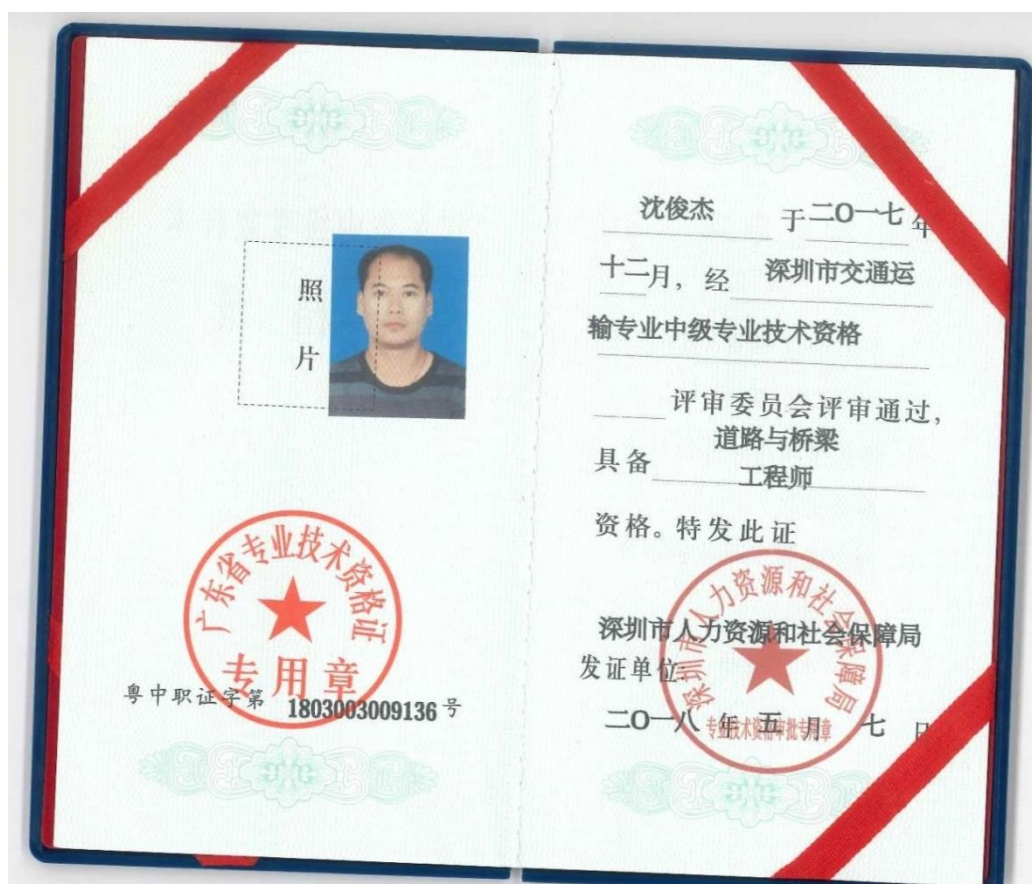 照
片
广东省专业技术资格证
专用章
粤中职证字第 1803003009136 号
沈俊杰 于二O一七年
十二月，经 深圳市交通运
输专业中级专业技术资格
评审委员会评审通过，
道路与桥梁
具备 工程师
资格。特发此证
深圳市人力资源和社会保障局
深圳市人力资源和社会保障局
发证单位：
二O一八 年 五 月 七 日
专业技术资格审批专用章